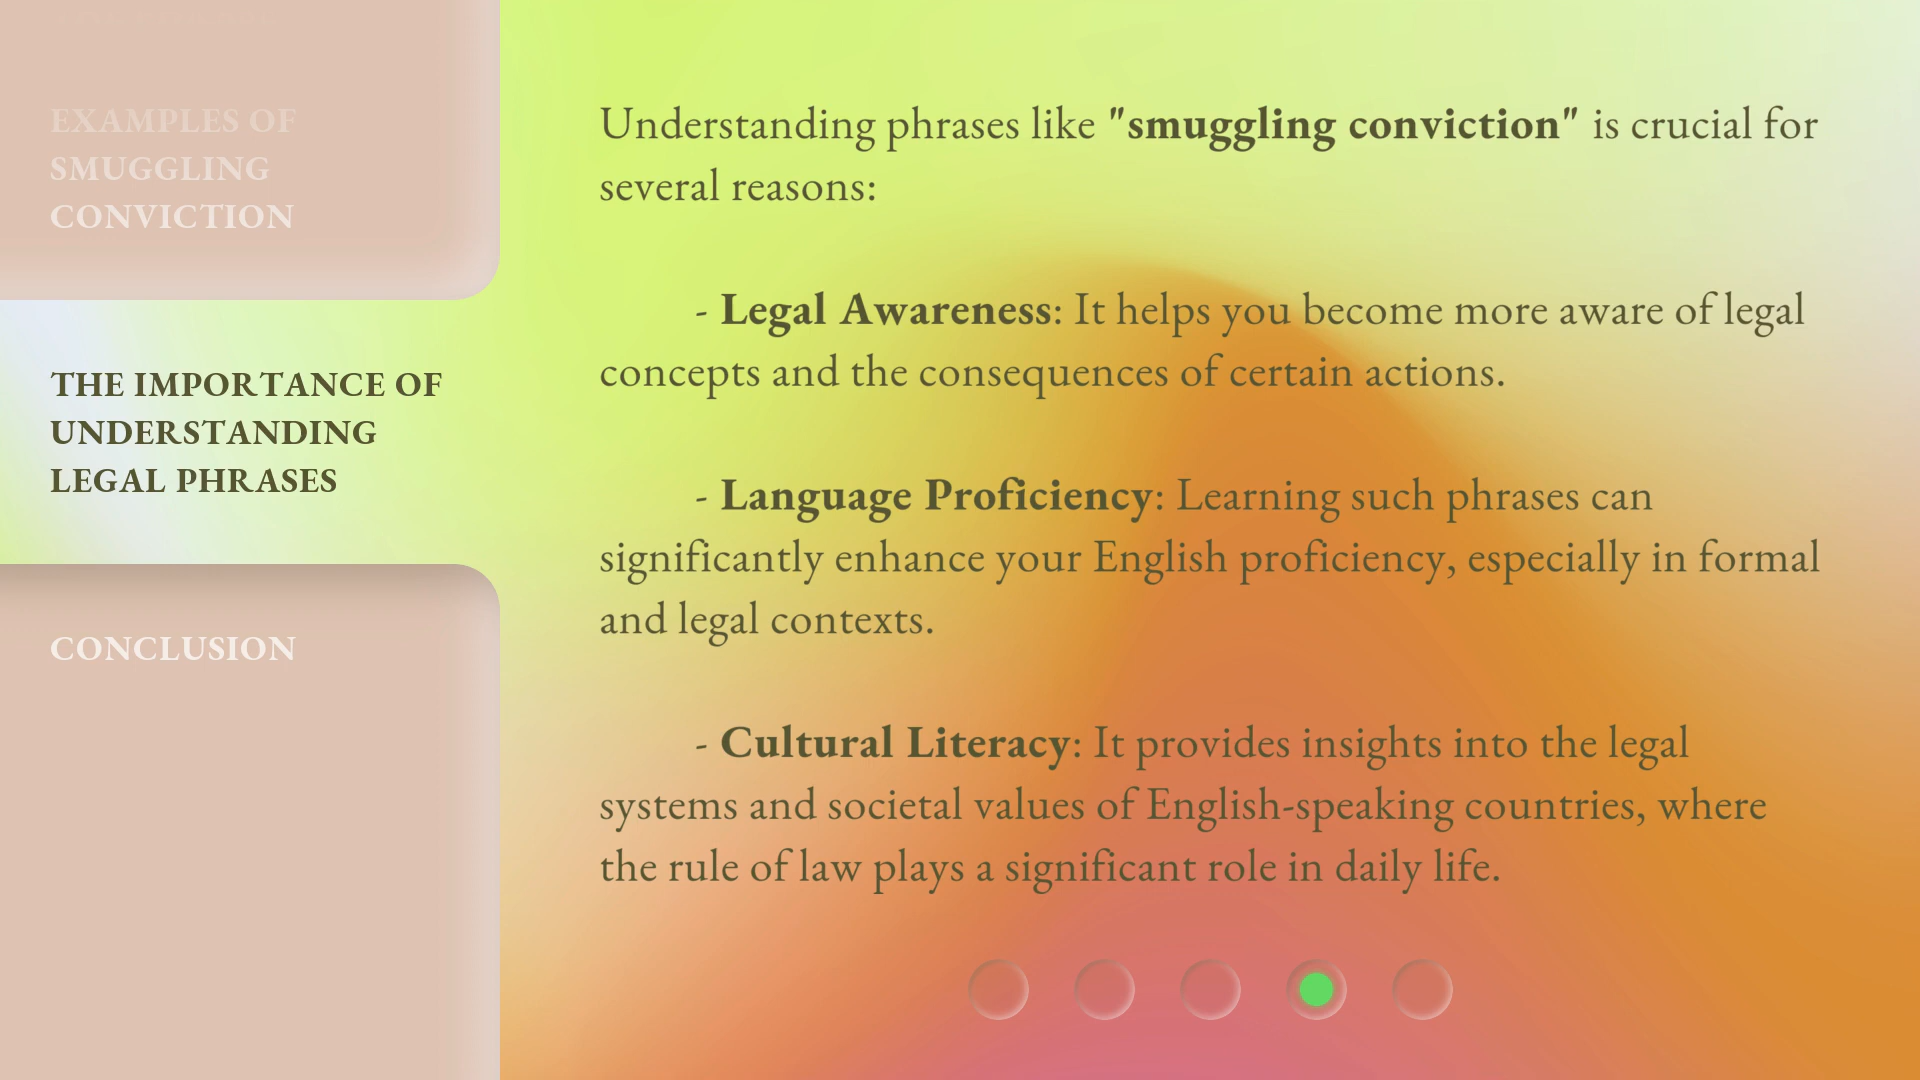 EXAMPLES OF
SMUGGLING
CONVICTION
THE IMPORTANCE OF
UNDERSTANDING
LEGAL PHRASES
CONCLUSION
Understanding phrases like "smuggling conviction" is crucial for
several reasons:
- Legal Awareness: It helps you become more aware of legal
concepts and the consequences of certain actions.
- Language Proficiency: Learning such phrases can
significantly enhance your English proficiency, especially in formal
and legal contexts.
- Cultural Literacy: It provides insights into the legal
systems and societal values of English-speaking countries, where
the rule of law plays a significant role in daily life.